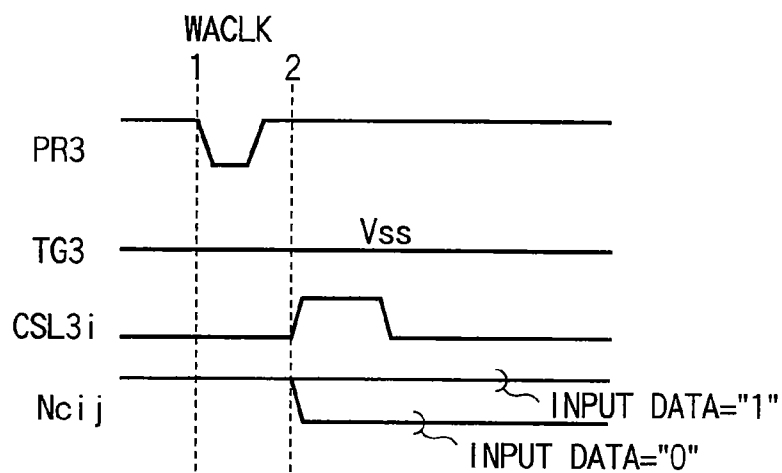 WACLK
1 2
PR3
Vss
TG3
CSL3i
Ncij
INPUT DATA="1"
INPUT DATA="0"